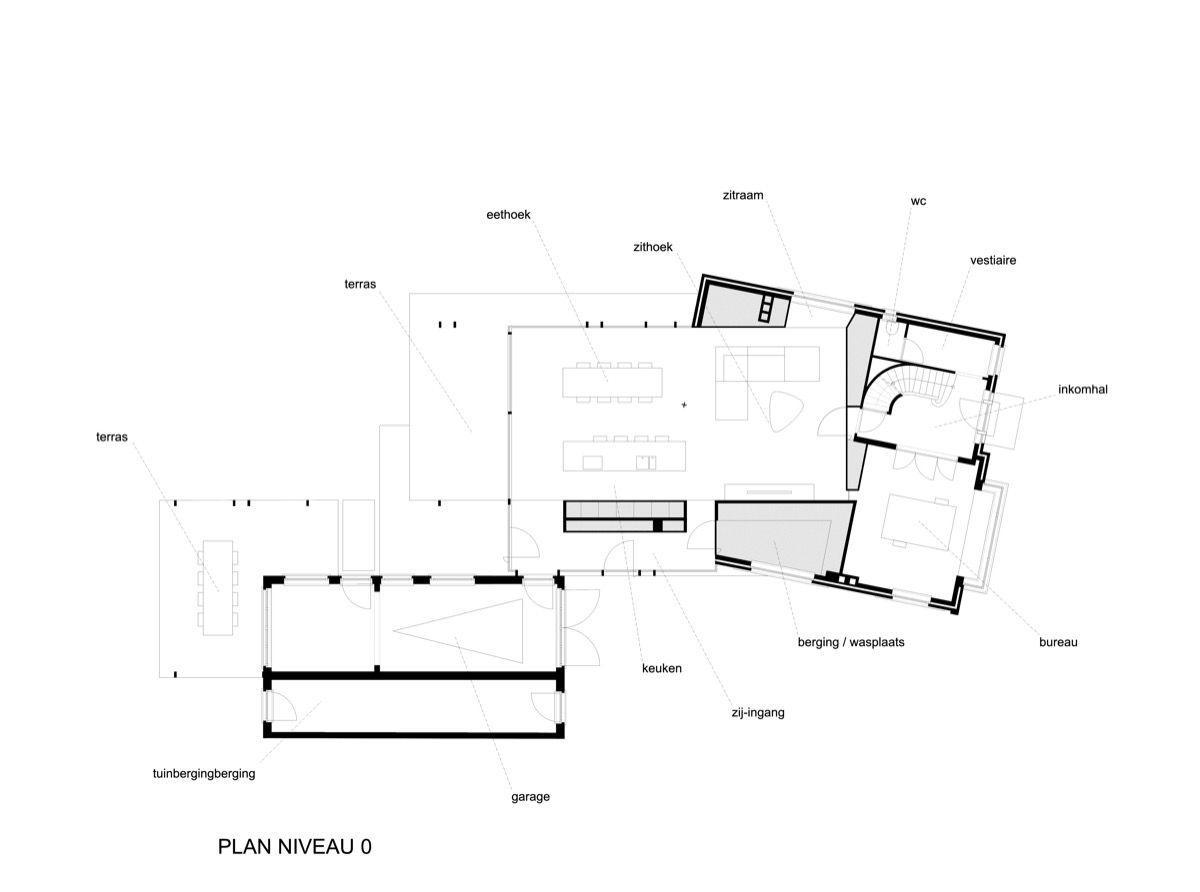 zitraam
wc
eethoek
zithoek
vestiaire
terras
inkomhal
terras
berging / wasplaats
bureau
keuken
zij-ingang
tuinbergingberging
garage
PLAN NIVEAU 0